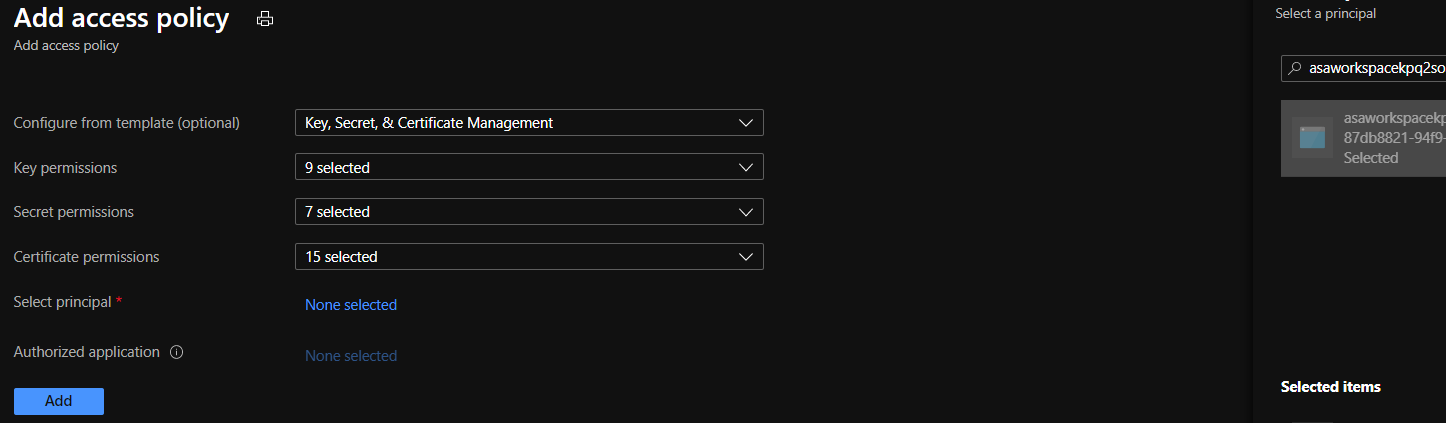 Add access policy
Add access policy
Configure from template (optional)
Key, Secret, & Certificate Management
Key permissions
9 selected
Secret permissions
7 selected
Certificate permissions
15 selected
Select principal *
None selected
Authorized application
None selected
Add
Select a principal
asaworkspacekpq2so
asaworkspacekp
87db8821-94f9-
Selected
Selected items